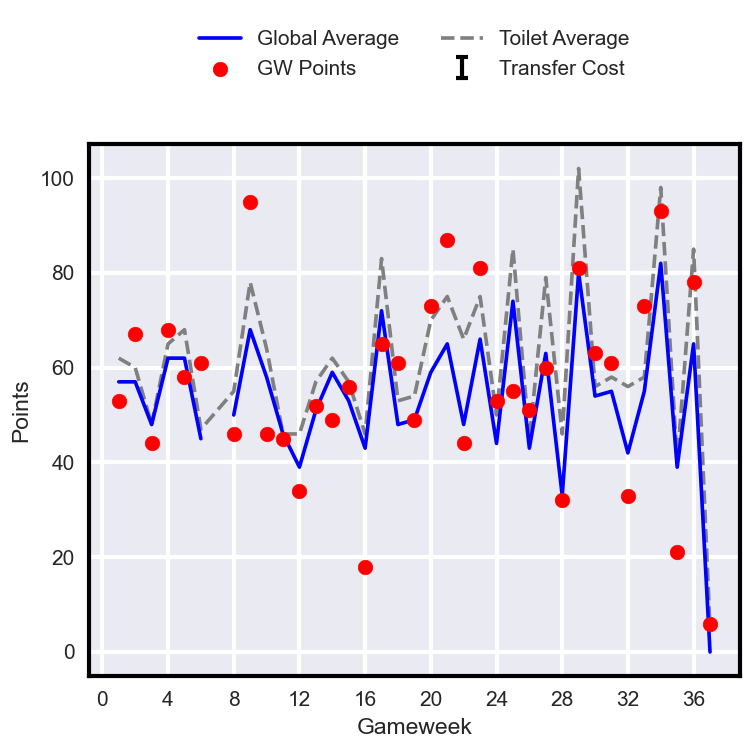 Global Average
Toilet Average
GW Points
Transfer Cost
100
80
60
40
20
0
Points
0 4 8 12 16 20 24 28 32 36
Gameweek